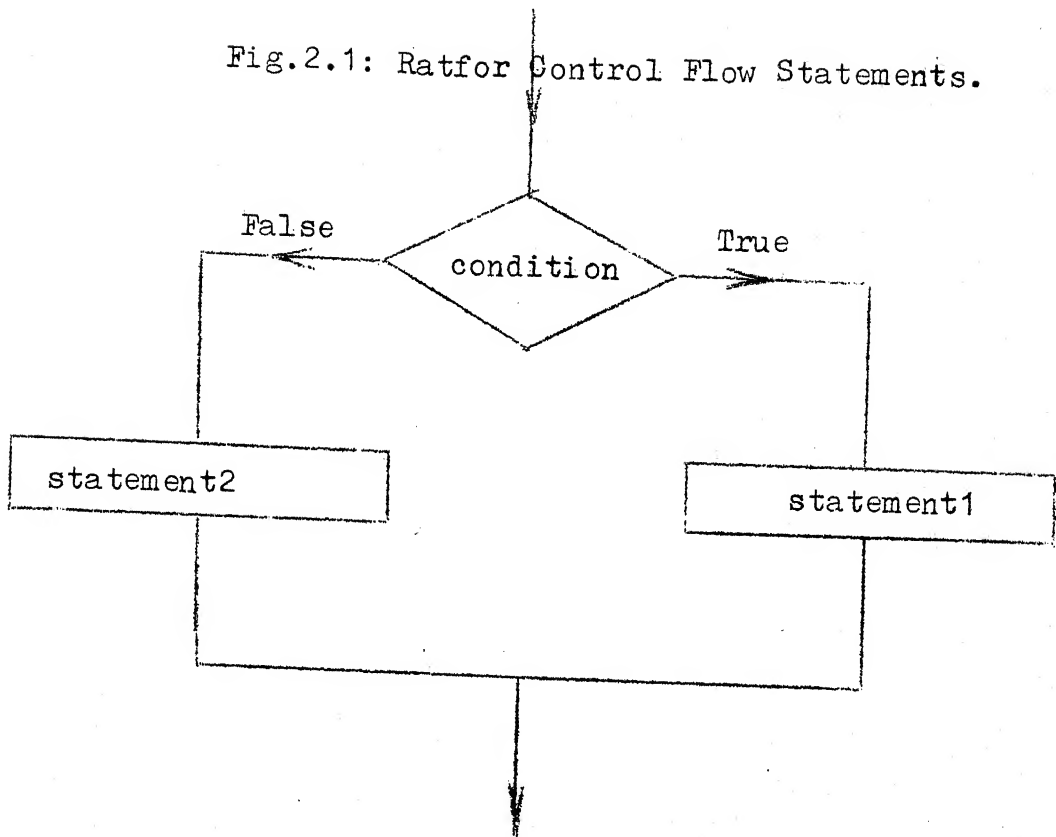 Fig.2.1: Ratfor Control Flow Statements.
False
True
condition
statement2
statement1